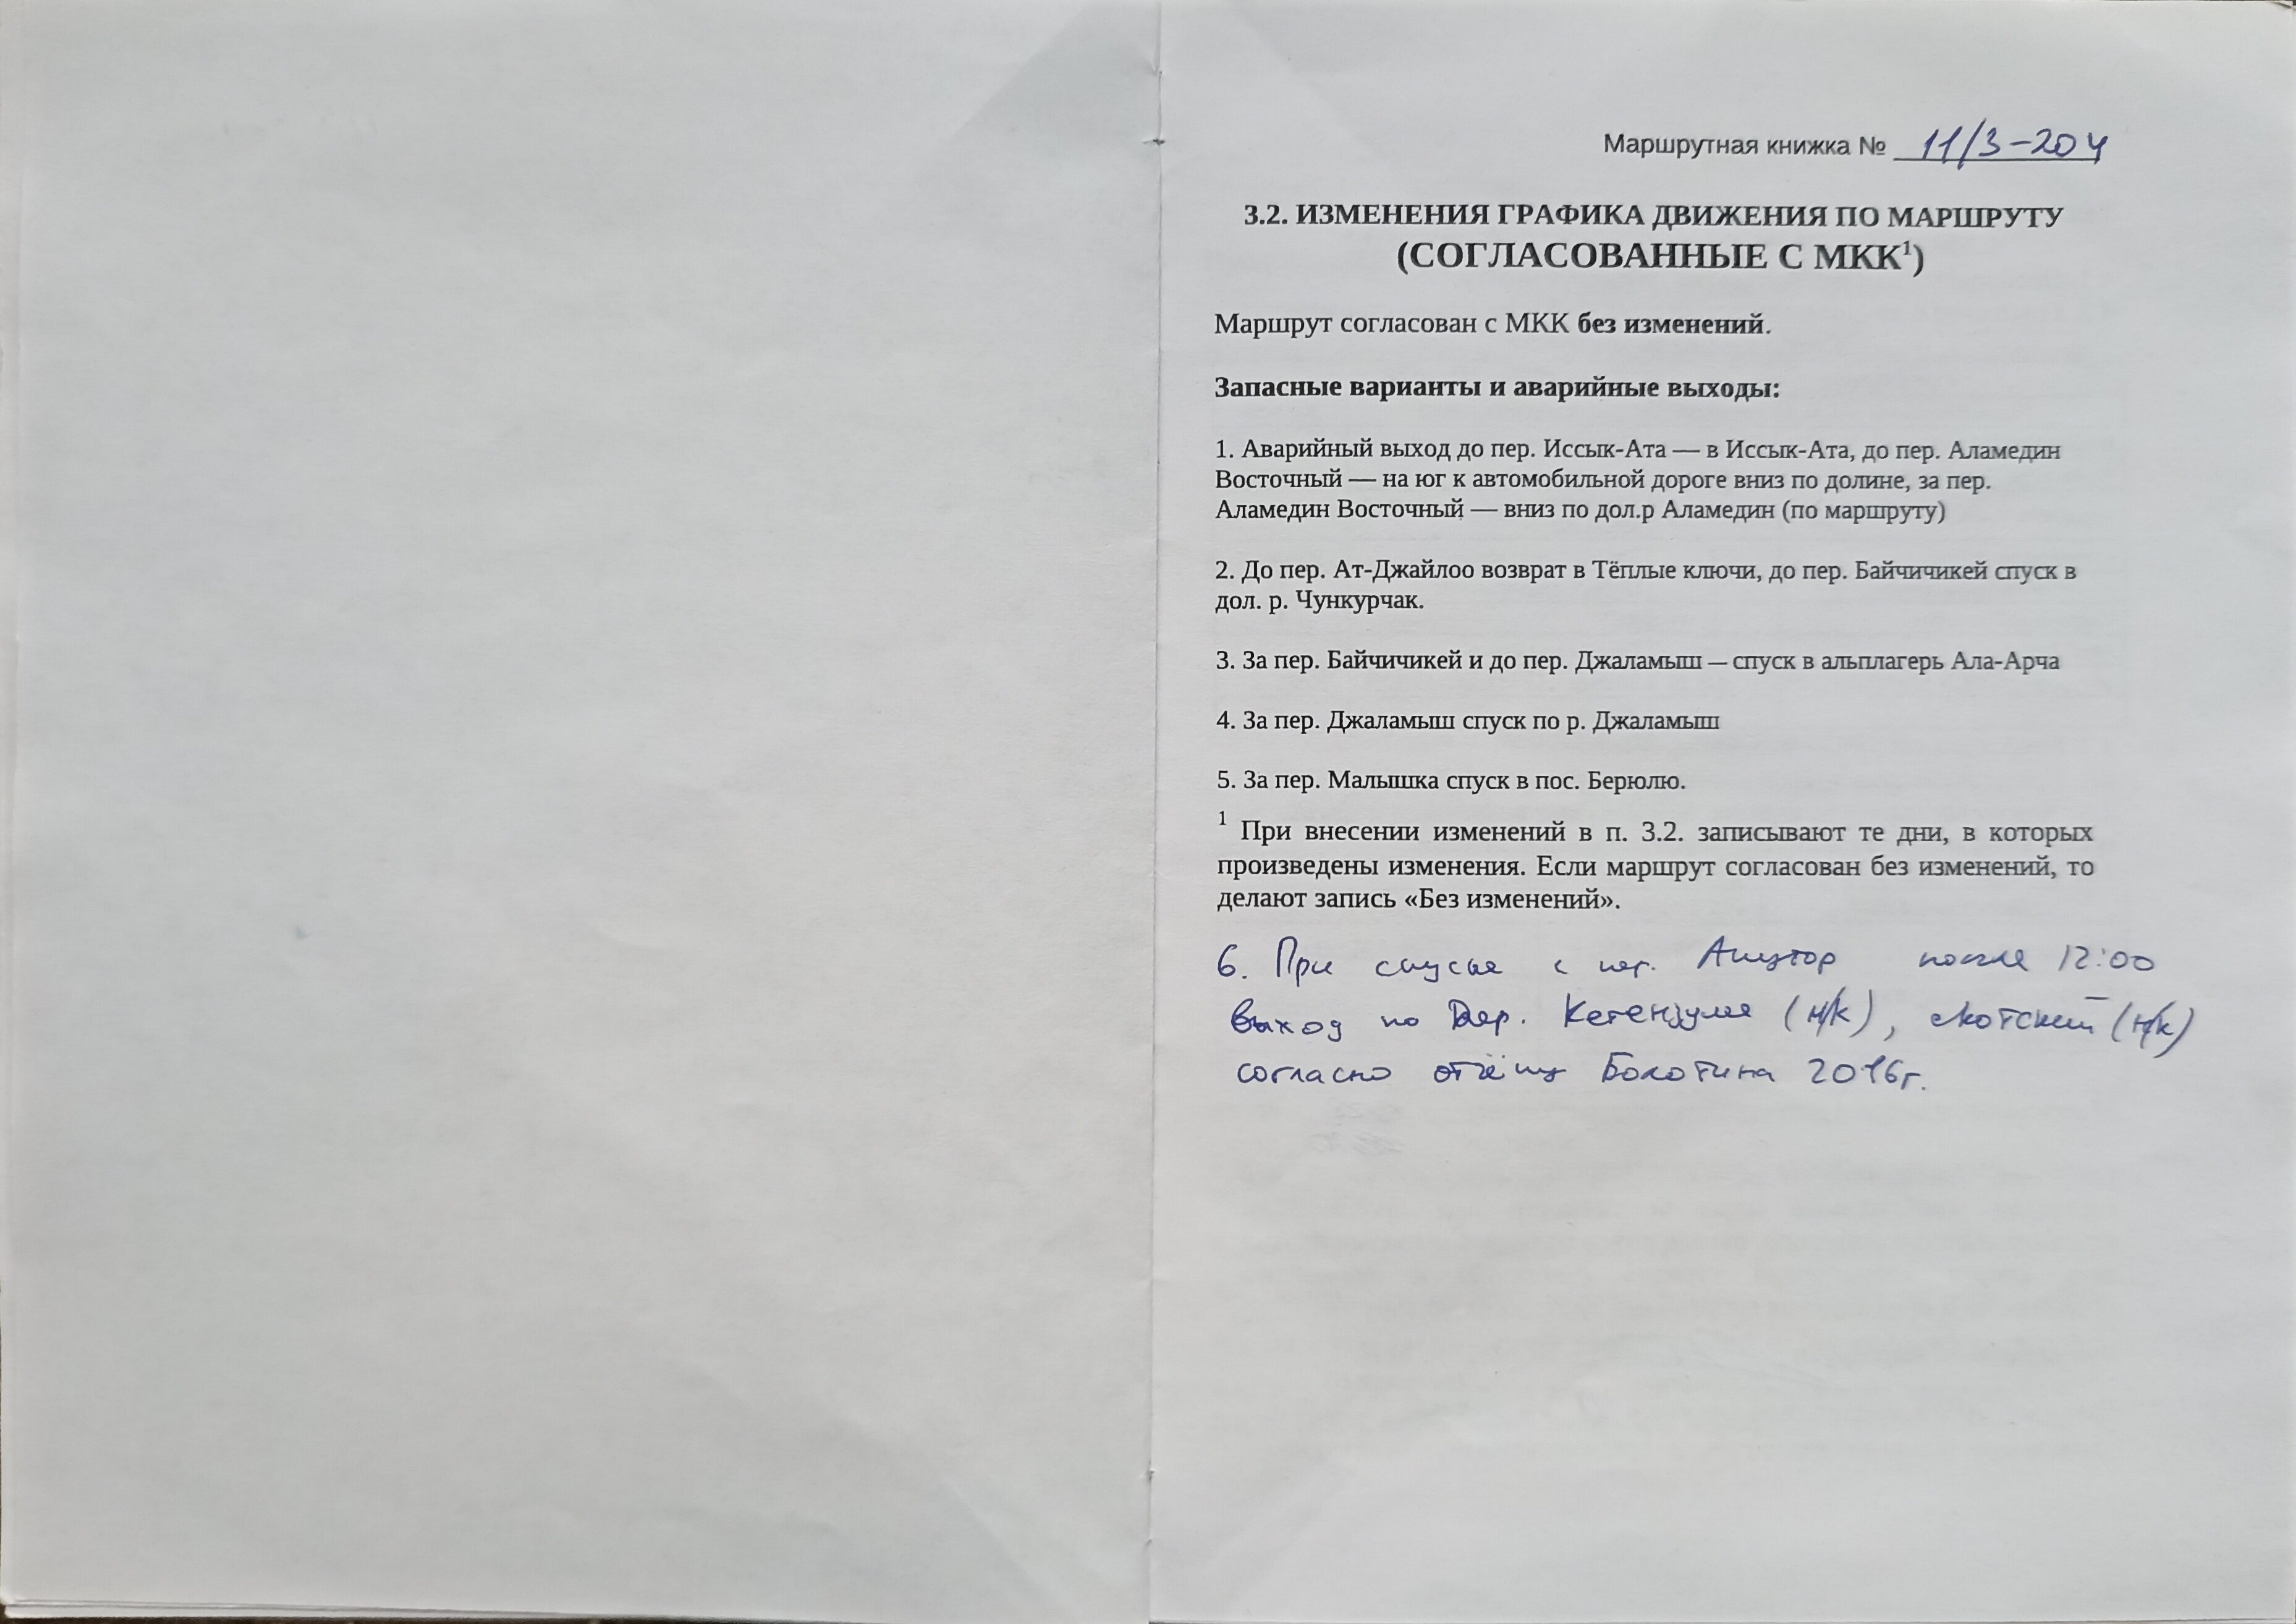 Маршрутная книжка № 11/3-204
3.2. ИЗМЕНЕНИЯ ГРАФИКА ДВИЖЕНИЯ ПО МАРШРУТУ
(СОГЛАСОВАННЫЕ С МКК¹)
Маршрут согласован с МКК без изменений.
Запасные варианты и аварийные выходы:
1. Аварийный выход до пер. Иссык-Ата — в Иссык-Ата, до пер. Аламедин
Восточный — на юг к автомобильной дороге вниз по долине, за пер.
Аламедин Восточный — вниз по дол.р Аламедин (по маршруту)
2. До пер. Ат-Джайлоо возврат в Тёплые ключи, до пер. Байчичикей спуск в
дол. р. Чункурчак.
3. За пер. Байчичикей и до пер. Джаламыш – спуск в альплагерь Ала-Арча
4. За пер. Джаламыш спуск по р. Джаламыш
5. За пер. Малышка спуск в пос. Берюлю.
¹ При внесении изменений в п. 3.2. записывают те дни, в которых
произведены изменения. Если маршрут согласован без изменений, то
делают запись «Без изменений».
6. При спуске с пер. Ашутор после 12:00
выход по пер. (н/к), Скотский (н/к)
согласно отчёту Болотина 2016г.